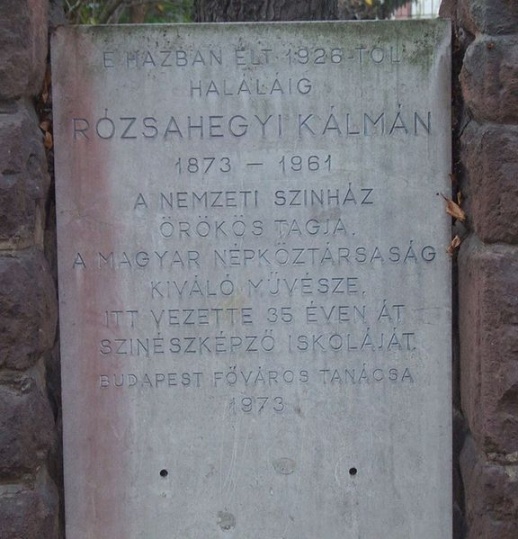 E HÁZBAN ÉLT 1926-TÓL
HALÁLÁIG
RÓZSAHEGYI KÁLMÁN
1873 – 1961
A NEMZETI SZINHÁZ
ÖRÖKÖS TAGJA,
A MAGYAR NÉPKÖZTÁRSASÁG
KIVÁLÓ MŰVÉSZE.
ITT VEZETTE 35 ÉVEN ÁT
SZINÉSZKÉPZŐ ISKOLÁJÁT.
BUDAPEST FŐVÁROS TANÁCSA
1973